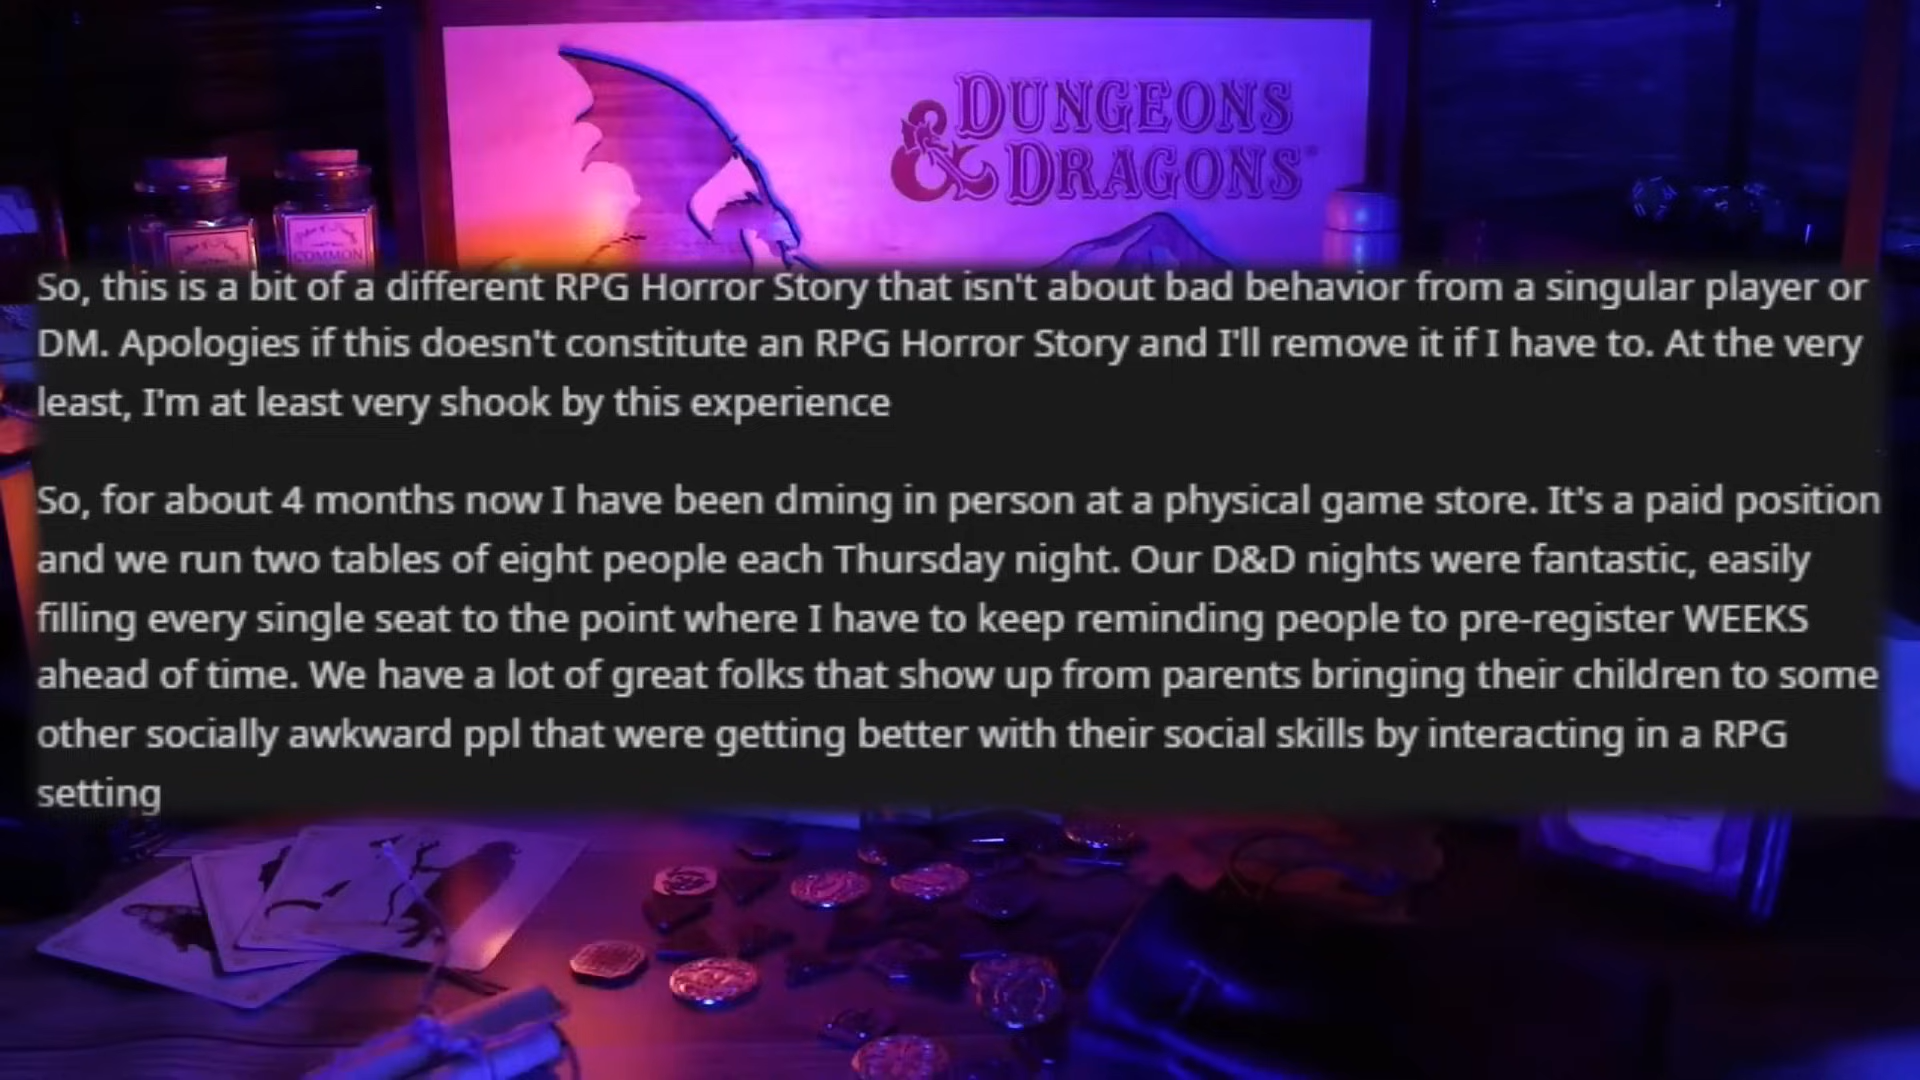 DUNGEONS
& DRAGONS
COMMON
So, this is a bit of a different RPG Horror Story that isn't about bad behavior from a singular player or
DM. Apologies if this doesn't constitute an RPG Horror Story and I'll remove it if I have to. At the very
least, I'm at least very shook by this experience
So, for about 4 months now I have been dming in person at a physical game store. It's a paid position
and we run two tables of eight people each Thursday night. Our D&D nights were fantastic, easily
filling every single seat to the point where I have to keep reminding people to pre-register WEEKS
ahead of time. We have a lot of great folks that show up from parents bringing their children to some
other socially awkward ppl that were getting better with their social skills by interacting in a RPG
setting